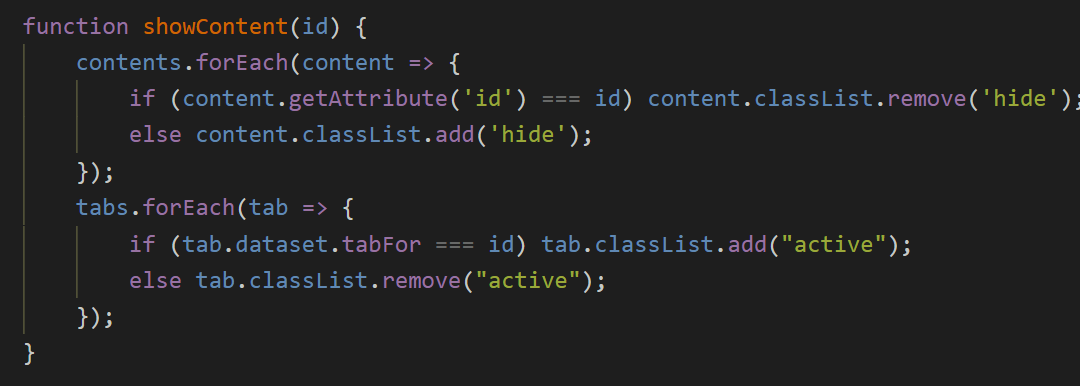 function showContent(id) {
    contents.forEach(content => {
        if (content.getAttribute('id') === id) content.classList.remove('hide');
        else content.classList.add('hide');
    });
    tabs.forEach(tab => {
        if (tab.dataset.tabFor === id) tab.classList.add("active");
        else tab.classList.remove("active");
    });
}